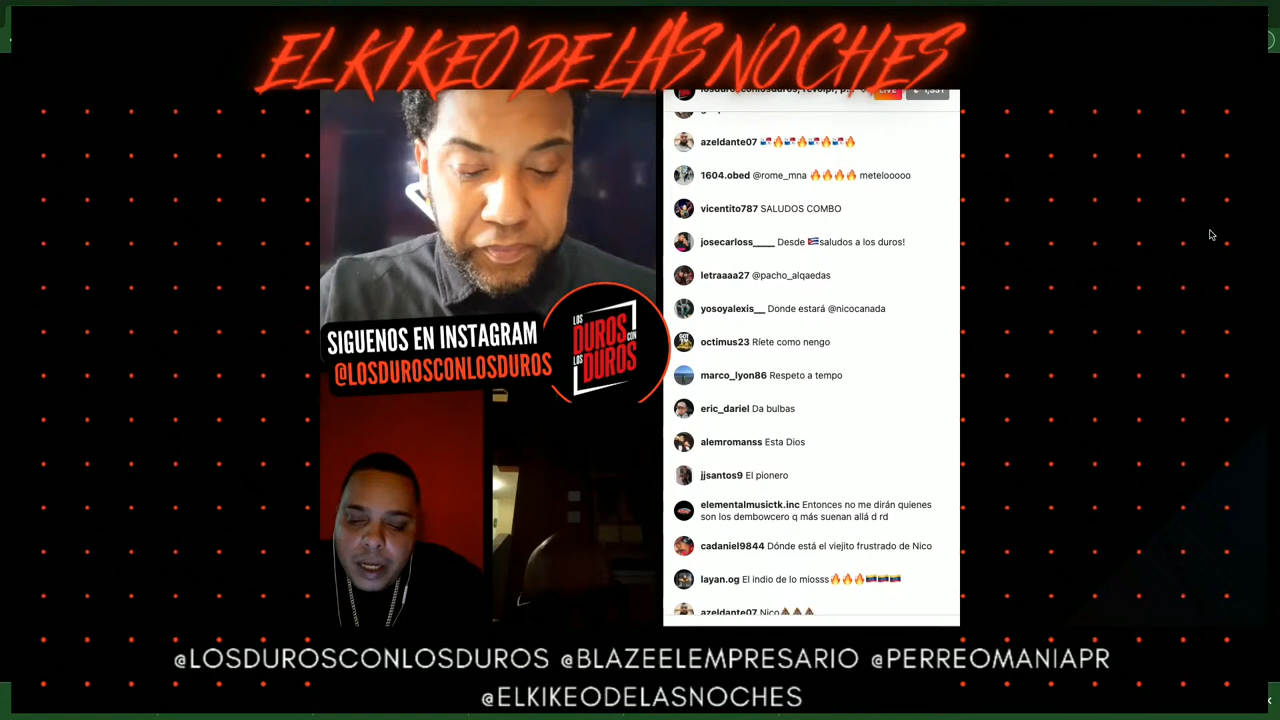 EL KIKEO DE LAS NOCHES
LIVE
azeldante07
1604.obed @rome_mna 🔥🔥🔥🔥 metelooooo
vicentito787 SALUDOS COMBO
josecarloss_____ Desde 🇨🇺saludos a los duros!
letraaaa27 @pacho_alqaedas
yosoyalexis__ Donde estará @nicocanada
octimus23 Ríete como nengo
marco_lyon86 Respeto a tempo
eric_dariel Da bulbas
alemromanss Esta Dios
jjsantos9 El pionero
elementalmusictk.inc Entonces no me dirán quienes
son los dembowcero q más suenan allá d rd
cadaniel9844 Dónde está el viejito frustrado de Nico
layan.og El indio de lo miosss🔥🔥🔥🇻🇪🇻🇪🇻🇪
azeldante07 Nico💩💩💩
SIGUENOS EN INSTAGRAM
@LOSDUROSCONLOSDUROS
LOS
DUROS
CON
LOS
DUROS
@LOSDUROSCONLOSDUROS @BLAZEELEMPRESARIO @PERREOMANIAPR
@ELKIKEODELASNOCHES